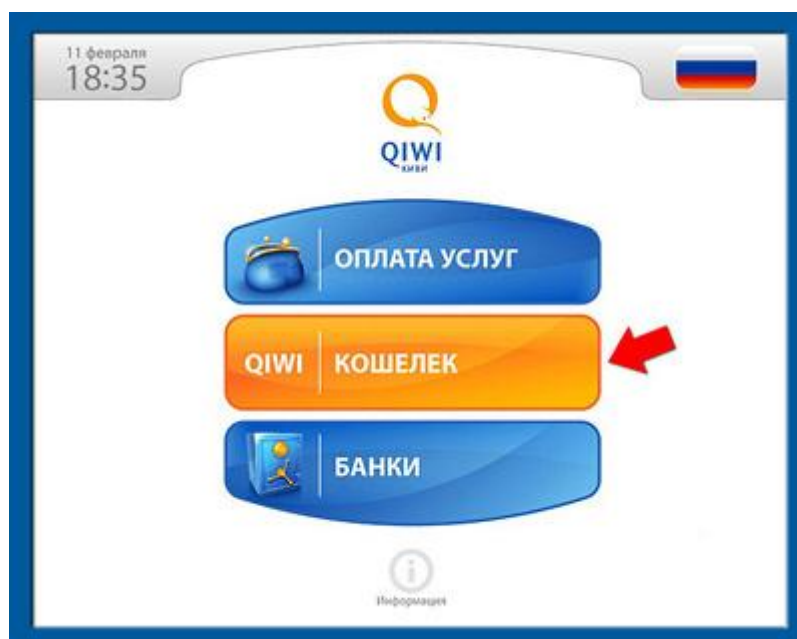 11 февраля
18:35
QIWI
КИВИ
ОПЛАТА УСЛУГ
QIWI КОШЕЛЕК
БАНКИ
Информация